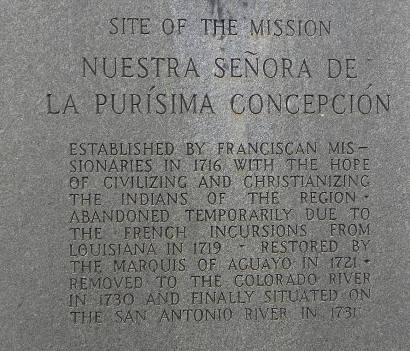 SITE OF THE MISSION
NUESTRA SEÑORA DE
LA PURÍSIMA CONCEPCIÓN
ESTABLISHED BY FRANCISCAN MIS-
SIONARIES IN 1716 WITH THE HOPE
OF CIVILIZING AND CHRISTIANIZING
THE INDIANS OF THE REGION •
ABANDONED TEMPORARILY DUE TO
THE FRENCH INCURSIONS FROM
LOUISIANA IN 1719 • RESTORED BY
THE MARQUIS OF AGUAYO IN 1721 •
REMOVED TO THE COLORADO RIVER
IN 1730 AND FINALLY SITUATED ON
THE SAN ANTONIO RIVER IN 1731